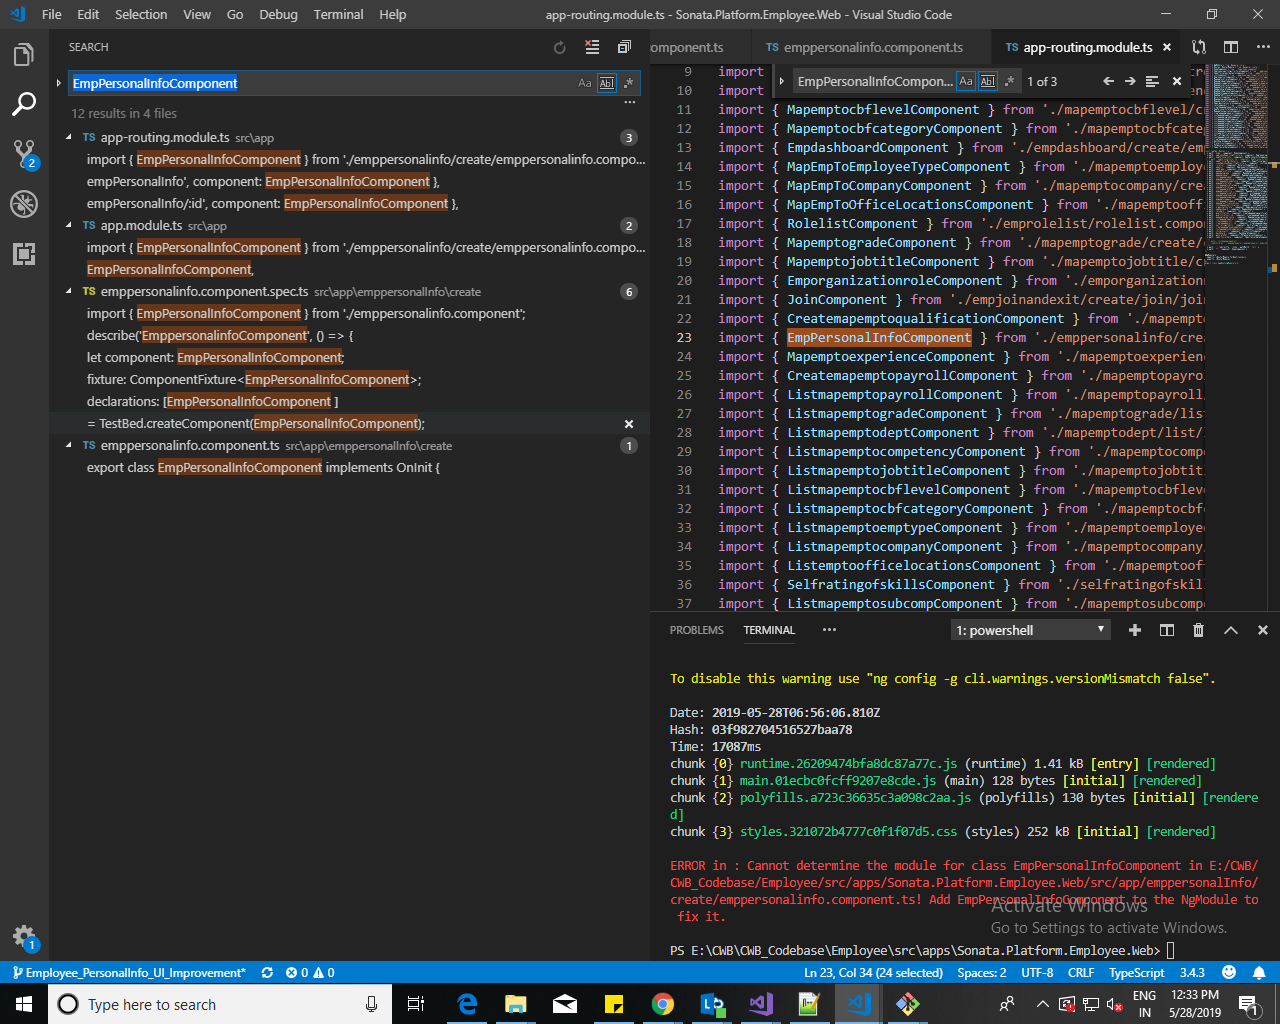 File Edit Selection View Go Debug Terminal Help
app-routing.module.ts - Sonata.Platform.Employee.Web - Visual Studio Code
SEARCH
EmpPersonalInfoComponent
Aa Abl .*
12 results in 4 files
TS app-routing.module.ts src\app 3
import { EmpPersonalInfoComponent } from './emppersonalinfo/create/emppersonalinfo.compo...
empPersonalInfo', component: EmpPersonalInfoComponent },
empPersonalInfo/:id', component: EmpPersonalInfoComponent },
TS app.module.ts src\app 2
import { EmpPersonalInfoComponent } from './emppersonalinfo/create/emppersonalinfo.compo...
EmpPersonalInfoComponent,
TS emppersonalinfo.component.spec.ts src\app\emppersonalInfo\create 6
import { EmpPersonalInfoComponent } from './emppersonalinfo.component';
describe('EmppersonalinfoComponent', () => {
let component: EmpPersonalInfoComponent;
fixture: ComponentFixture<EmpPersonalInfoComponent>;
declarations: [EmpPersonalInfoComponent ]
= TestBed.createComponent(EmpPersonalInfoComponent);
TS emppersonalinfo.component.ts src\app\emppersonalInfo\create 1
export class EmpPersonalInfoComponent implements OnInit {
2
1
omponent.ts TS emppersonalinfo.component.ts TS app-routing.module.ts
EmpPersonalInfoCompon... Aa Abl .* 1 of 3
9 import {
10 import {
11 import { MapemptocbflevelComponent } from './mapemptocbflevel/c
12 import { MapemptocbfcategoryComponent } from './mapemptocbfcate
13 import { EmpdashboardComponent } from './empdashboard/create/em
14 import { MapEmpToEmployeeTypeComponent } from './mapemptoemploy
15 import { MapEmpToCompanyComponent } from './mapemptocompany/cre
16 import { MapEmpToOfficeLocationsComponent } from './mapemptooff
17 import { RolelistComponent } from './emprolelist/rolelist.compo
18 import { MapemptogradeComponent } from './mapemptograde/create/
19 import { MapemptojobtitleComponent } from './mapemptojobtitle/c
20 import { EmporganizationroleComponent } from './emporganization
21 import { JoinComponent } from './empjoinandexit/create/join/joi
22 import { CreatemapemptoqualificationComponent } from './mapempt
23 import { EmpPersonalInfoComponent } from './emppersonalinfo/cre
24 import { MapemptoexperienceComponent } from './mapemptoexperien
25 import { CreatemapemptopayrollComponent } from './mapemptopayro
26 import { ListmapemptopayrollComponent } from './mapemptopayroll
27 import { ListmapemptogradeComponent } from './mapemptograde/lis
28 import { ListmapemptodeptComponent } from './mapemptodept/list/
29 import { ListmapemptocompetencyComponent } from './mapemptocomp
30 import { ListmapemptojobtitleComponent } from './mapemptojobtit
31 import { ListmapemptocbflevelComponent } from './mapemptocbflev
32 import { ListmapemptocbfcategoryComponent } from './mapemptocbf
33 import { ListmapemptoemptypeComponent } from './mapemptoemploye
34 import { ListmapemptocompanyComponent } from './mapemptocompany
35 import { ListemptoofficelocationsComponent } from './mapemptoof
36 import { SelfratingofskillsComponent } from './selfratingofskil
37 import { ListmapemptosubcompComponent } from './mapemptosubcomp
PROBLEMS TERMINAL ••• 1: powershell
To disable this warning use "ng config -g cli.warnings.versionMismatch false".
Date: 2019-05-28T06:56:06.810Z
Hash: 03f982704516527baa78
Time: 17087ms
chunk {0} runtime.26209474bfa8dc87a77c.js (runtime) 1.41 kB [entry] [rendered]
chunk {1} main.01ecbc0fcff9207e8cde.js (main) 128 bytes [initial] [rendered]
chunk {2} polyfills.a723c36635c3a098c2aa.js (polyfills) 130 bytes [initial] [rendere
d]
chunk {3} styles.321072b4777c0f1f07d5.css (styles) 252 kB [initial] [rendered]
ERROR in : Cannot determine the module for class EmpPersonalInfoComponent in E:/CWB/
CWB_Codebase/Employee/src/apps/Sonata.Platform.Employee.Web/src/app/emppersonalInfo/
create/emppersonalinfo.component.ts! Add EmpPersonalInfoComponent to the NgModule to
fix it.
Activate Windows
Go to Settings to activate Windows.
PS E:\CWB\CWB_Codebase\Employee\src\apps\Sonata.Platform.Employee.Web>
Employee_PersonalInfo_UI_Improvement* 0 0 Ln 23, Col 34 (24 selected) Spaces: 2 UTF-8 CRLF TypeScript 3.4.3
Type here to search
ENG
IN
12:33 PM
5/28/2019
1